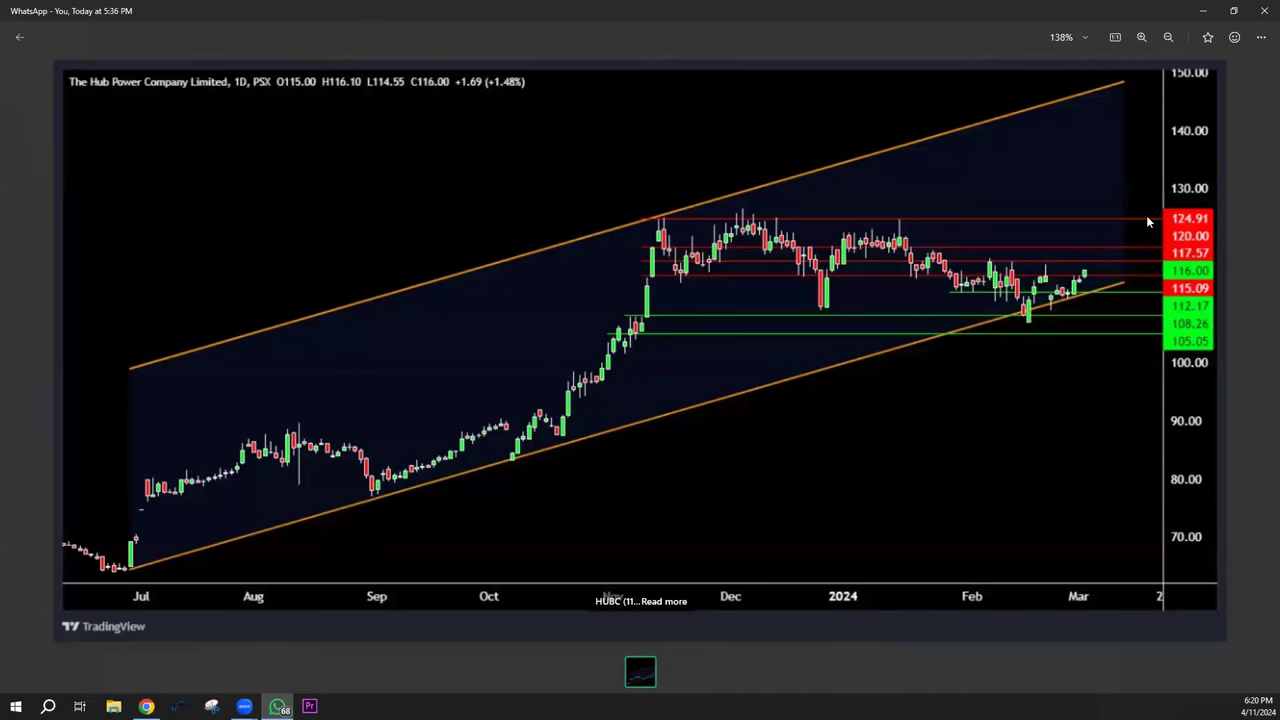 WhatsApp - You, Today at 5:36 PM
138%
The Hub Power Company Limited, 1D, PSX O115.00 H116.10 L114.55 C116.00 +1.69 (+1.48%)
150.00
140.00
130.00
124.91
120.00
117.57
116.00
115.09
112.17
108.26
105.05
100.00
90.00
80.00
70.00
Jul Aug Sep Oct Nov Dec 2024 Feb Mar 2
HUBC (11...Read more
TradingView
68
Pr
6:20 PM
4/11/2024